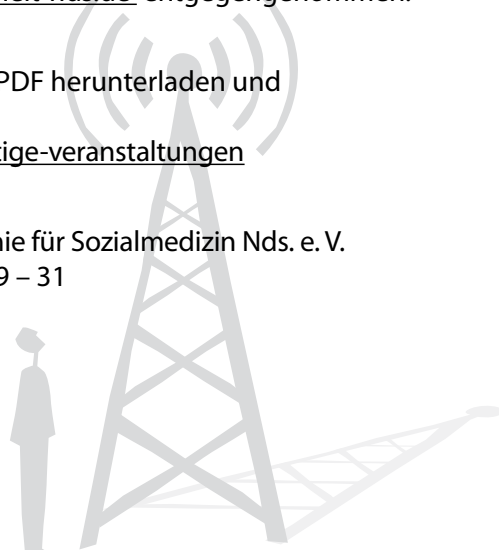 entgegengenommen.
PDF herunterladen und
tige-veranstaltungen
nie für Sozialmedizin Nds. e. V.
9 – 31